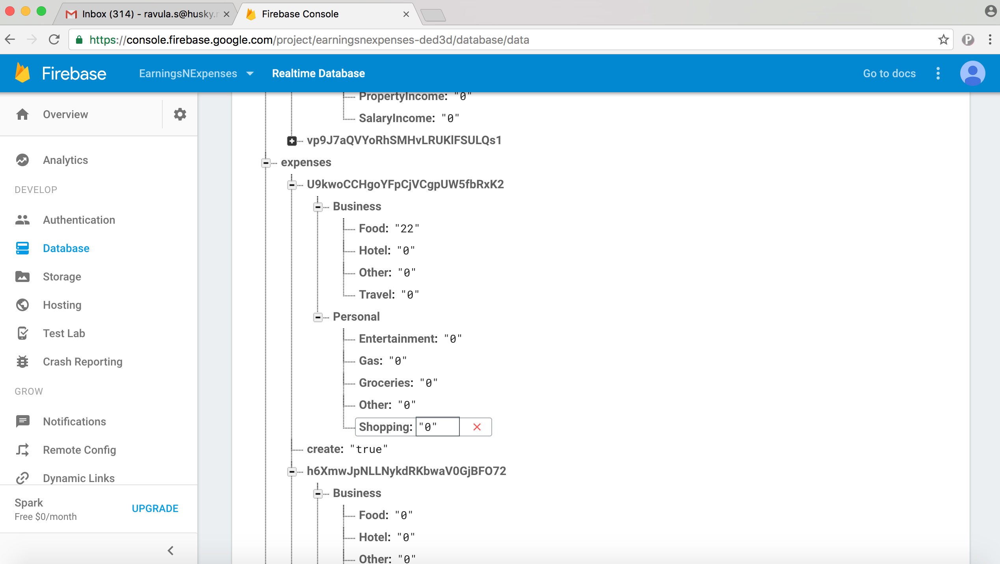 Inbox (314) - ravula.s@husky.n
Firebase Console
https://console.firebase.google.com/project/earningsnexpenses-ded3d/database/data
Firebase
EarningsNExpenses
Realtime Database
Go to docs
Overview
Analytics
DEVELOP
Authentication
Database
Storage
Hosting
Test Lab
Crash Reporting
GROW
Notifications
Remote Config
Dynamic Links
Spark
Free $0/month
UPGRADE
PropertyIncome: "0"
SalaryIncome: "0"
vp9J7aQVYoRhSMHvLRUKlFSULQs1
expenses
U9kwoCCHgoYFpCjVCgpUW5fbRxK2
Business
Food: "22"
Hotel: "0"
Other: "0"
Travel: "0"
Personal
Entertainment: "0"
Gas: "0"
Groceries: "0"
Other: "0"
Shopping: "0"
create: "true"
h6XmwJpNLLNykdRKbwaV0GjBFO72
Business
Food: "0"
Hotel: "0"
Other: "0"